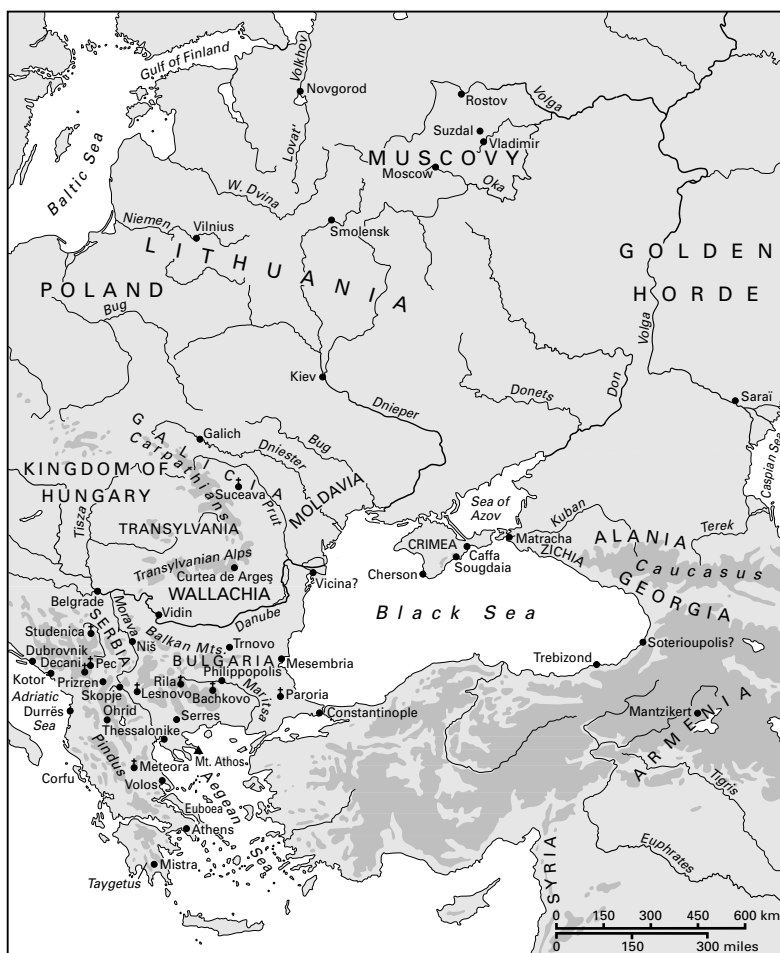 Gulf of Finland
Volkhov
Novgorod
Rostov
Volga
Baltic Sea
Lovat'
Suzdal
Vladimir
MUSCOVY
Moscow
Oka
W. Dvina
Niemen
Vilnius
Smolensk
LITHUANIA
GOLDEN
HORDE
POLAND
Bug
Volga
Kiev
Dnieper
Donets
Don
Saraï
GALICIA
Galich
Carpathians
Bug
Dniester
Caspian Sea
KINGDOM OF
HUNGARY
Suceava
Prut
MOLDAVIA
Sea of
Azov
Tisza
TRANSYLVANIA
Kuban
Matracha
ZICHIA
ALANIA
Terek
CRIMEA
Caffa
Sougdaia
Caucasus
Transylvanian Alps
Curtea de Argeş
Cherson
GEORGIA
Vicina?
WALLACHIA
Belgrade
Vidin
Danube
Black Sea
Morava
SERBIA
Studenica
Niš
Balkan Mts.
Trnovo
Soterioupolis?
Dubrovnik
Decani
Peć
BULGARIA
Mesembria
Trebizond
Philippopolis
Kotor
Prizren
Rila
Skopje
Lesnovo
Bachkovo
Maritsa
Paroria
Adriatic
Sea
Durrës
Ohrid
Serres
Constantinople
Mantzikert
Thessalonike
ARMENIA
Mt. Athos
Pindus
Meteora
Corfu
Volos
Aegean
Sea
Tigris
Euboea
Athens
Euphrates
Mistra
Taygetus
SYRIA
0 150 300 450 600 km
0 150 300 miles